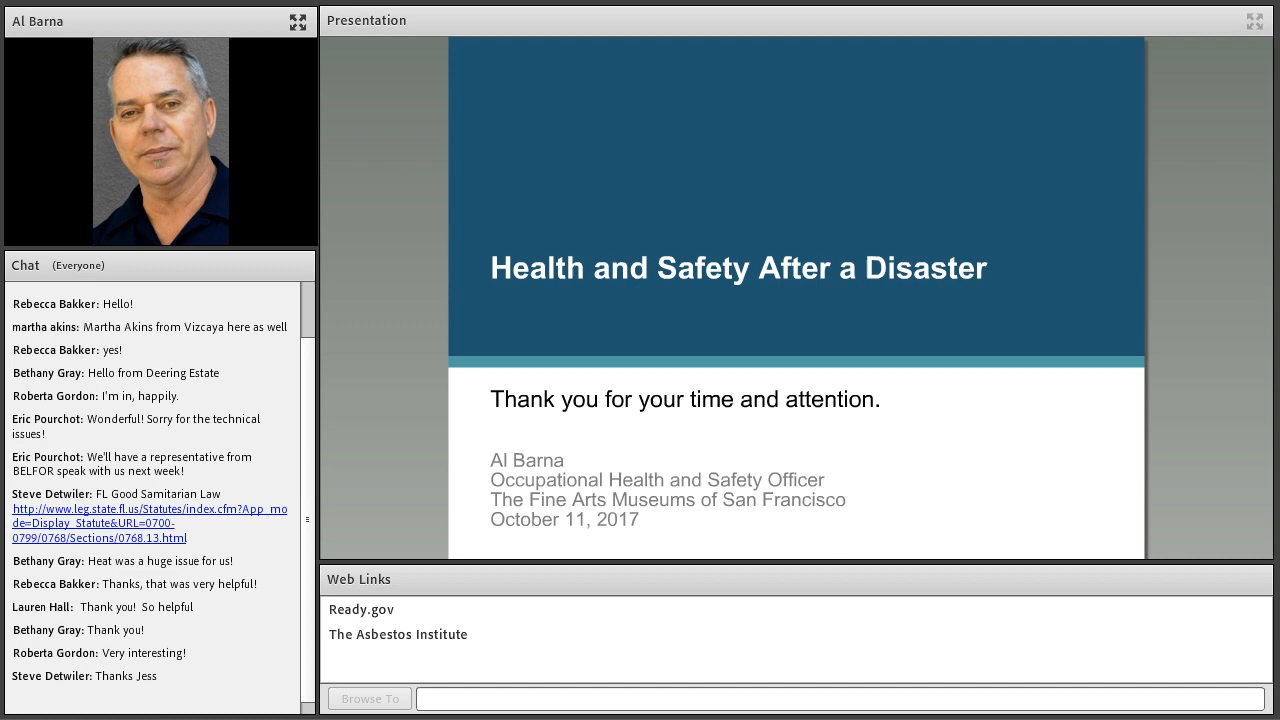 Al Barna
Presentation
Health and Safety After a Disaster
Thank you for your time and attention.
Al Barna
Occupational Health and Safety Officer
The Fine Arts Museums of San Francisco
October 11, 2017
Chat (Everyone)
Rebecca Bakker: Hello!
martha akins: Martha Akins from Vizcaya here as well
Rebecca Bakker: yes!
Bethany Gray: Hello from Deering Estate
Roberta Gordon: I'm in, happily.
Eric Pourchot: Wonderful! Sorry for the technical
issues!
Eric Pourchot: We'll have a representative from
BELFOR speak with us next week!
Steve Detwiler: FL Good Samitarian Law
http://www.leg.state.fl.us/Statutes/index.cfm?App_mo
de=Display_Statute&URL=0700-
0799/0768/Sections/0768.13.html
Bethany Gray: Heat was a huge issue for us!
Rebecca Bakker: Thanks, that was very helpful!
Lauren Hall: Thank you! So helpful
Bethany Gray: Thank you!
Roberta Gordon: Very interesting!
Steve Detwiler: Thanks Jess
Web Links
Ready.gov
The Asbestos Institute
Browse To